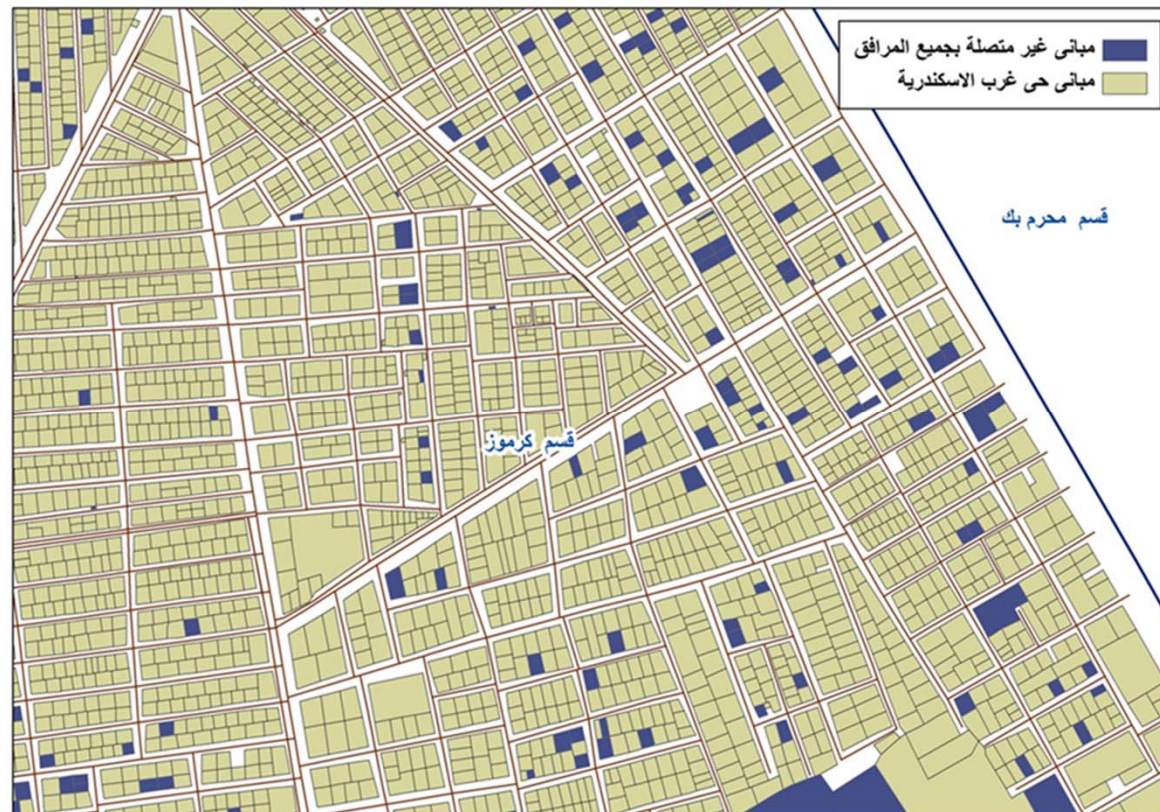 مبانى غير متصلة بجميع المرافق
مبانى حى غرب الاسكندرية
قسم محرم بك
قسم كرموز